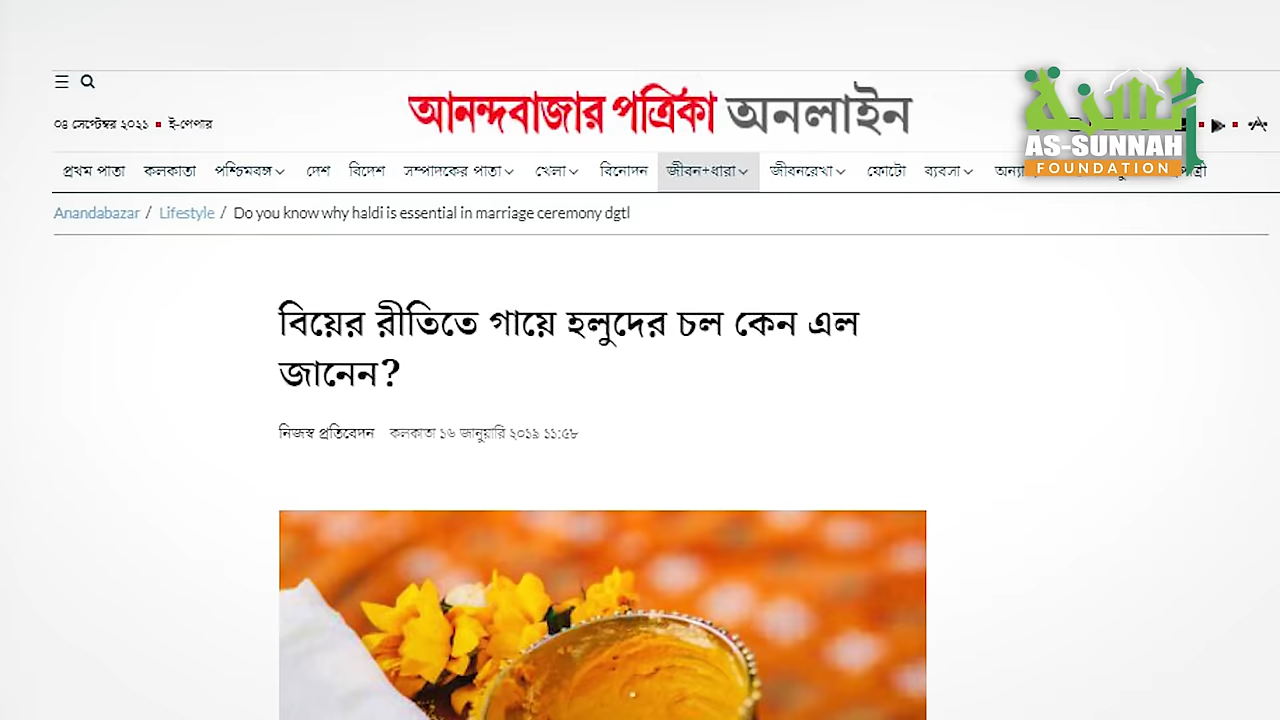 ০৪ সেপ্টেম্বর ২০২১ ই-পেপার
আনন্দবাজার পত্রিকা অনলাইন
AS-SUNNAH
FOUNDATION
প্রথম পাতা কলকাতা পশ্চিমবঙ্গ দেশ বিদেশ সম্পাদকের পাতা খেলা বিনোদন জীবন+ধারা জীবনরেখা ফোটো ব্যবসা
Anandabazar / Lifestyle / Do you know why haldi is essential in marriage ceremony dgtl
বিয়ের রীতিতে গায়ে হলুদের চল কেন এল
জানেন?
নিজস্ব প্রতিবেদন কলকাতা ১৬ জানুয়ারি ২০১৯ ১১:৫৮